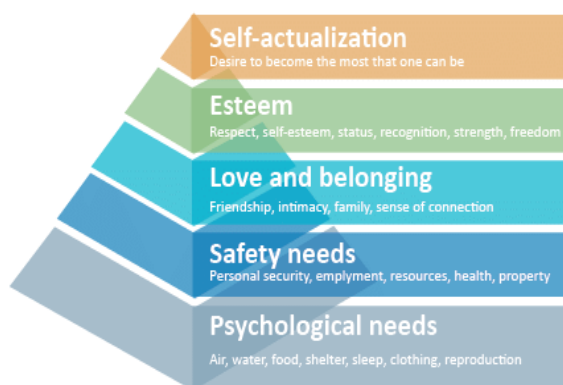 Self-actualization
Desire to become the most that one can be
Esteem
Respect, self-esteem, status, recognition, strength, freedom
Love and belonging
Friendship, intimacy, family, sense of connection
Safety needs
Personal security, emplyment, resources, health, property
Psychological needs
Air, water, food, shelter, sleep, clothing, reproduction